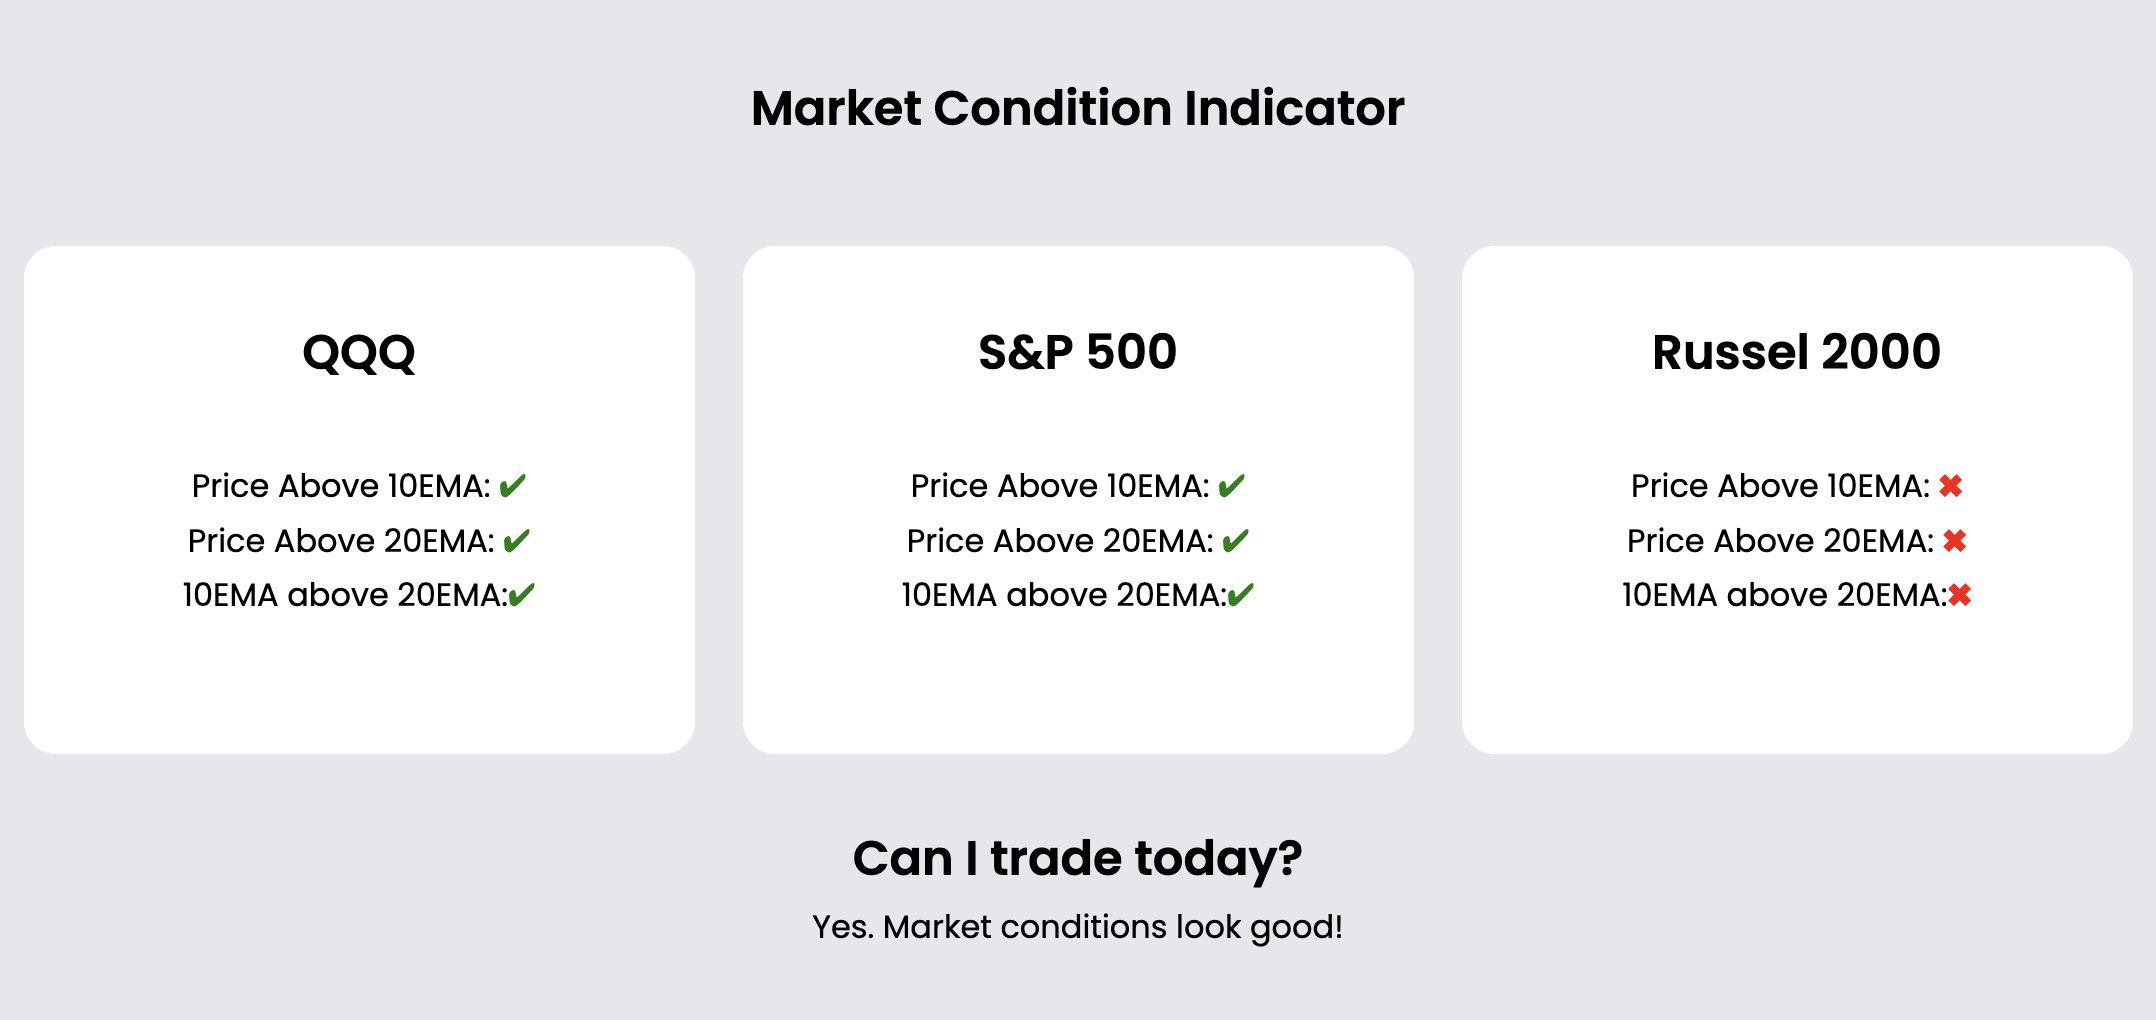 Market Condition Indicator
QQQ
Price Above 10EMA: ✔
Price Above 20EMA: ✔
10EMA above 20EMA:✔
S&P 500
Price Above 10EMA: ✔
Price Above 20EMA: ✔
10EMA above 20EMA:✔
Russel 2000
Price Above 10EMA: ✖
Price Above 20EMA: ✖
10EMA above 20EMA:✖
Can I trade today?
Yes. Market conditions look good!